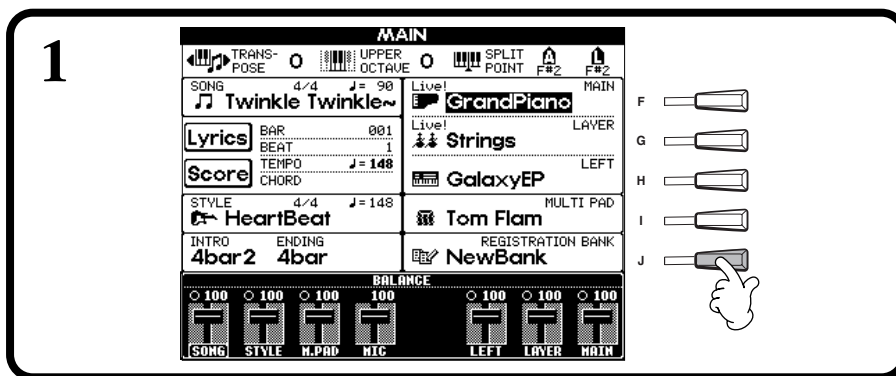 1
MAIN
TRANS-
POSE 0
UPPER
OCTAVE 0
SPLIT
POINT
A
F#2
L
F#2
SONG 4/4 ♩= 90
Twinkle Twinkle~
Lyrics
BAR 001
BEAT 1
Score
TEMPO ♩=148
CHORD
STYLE 4/4 ♩=148
HeartBeat
INTRO ENDING
4bar2 4bar
Live! MAIN
GrandPiano
Live! LAYER
Strings
LEFT
GalaxyEP
MULTI PAD
Tom Flam
REGISTRATION BANK
NewBank
F
G
H
I
J
BALANCE
100 100 100 100 100 100 100
SONG STYLE M.PAD MIC LEFT LAYER MAIN